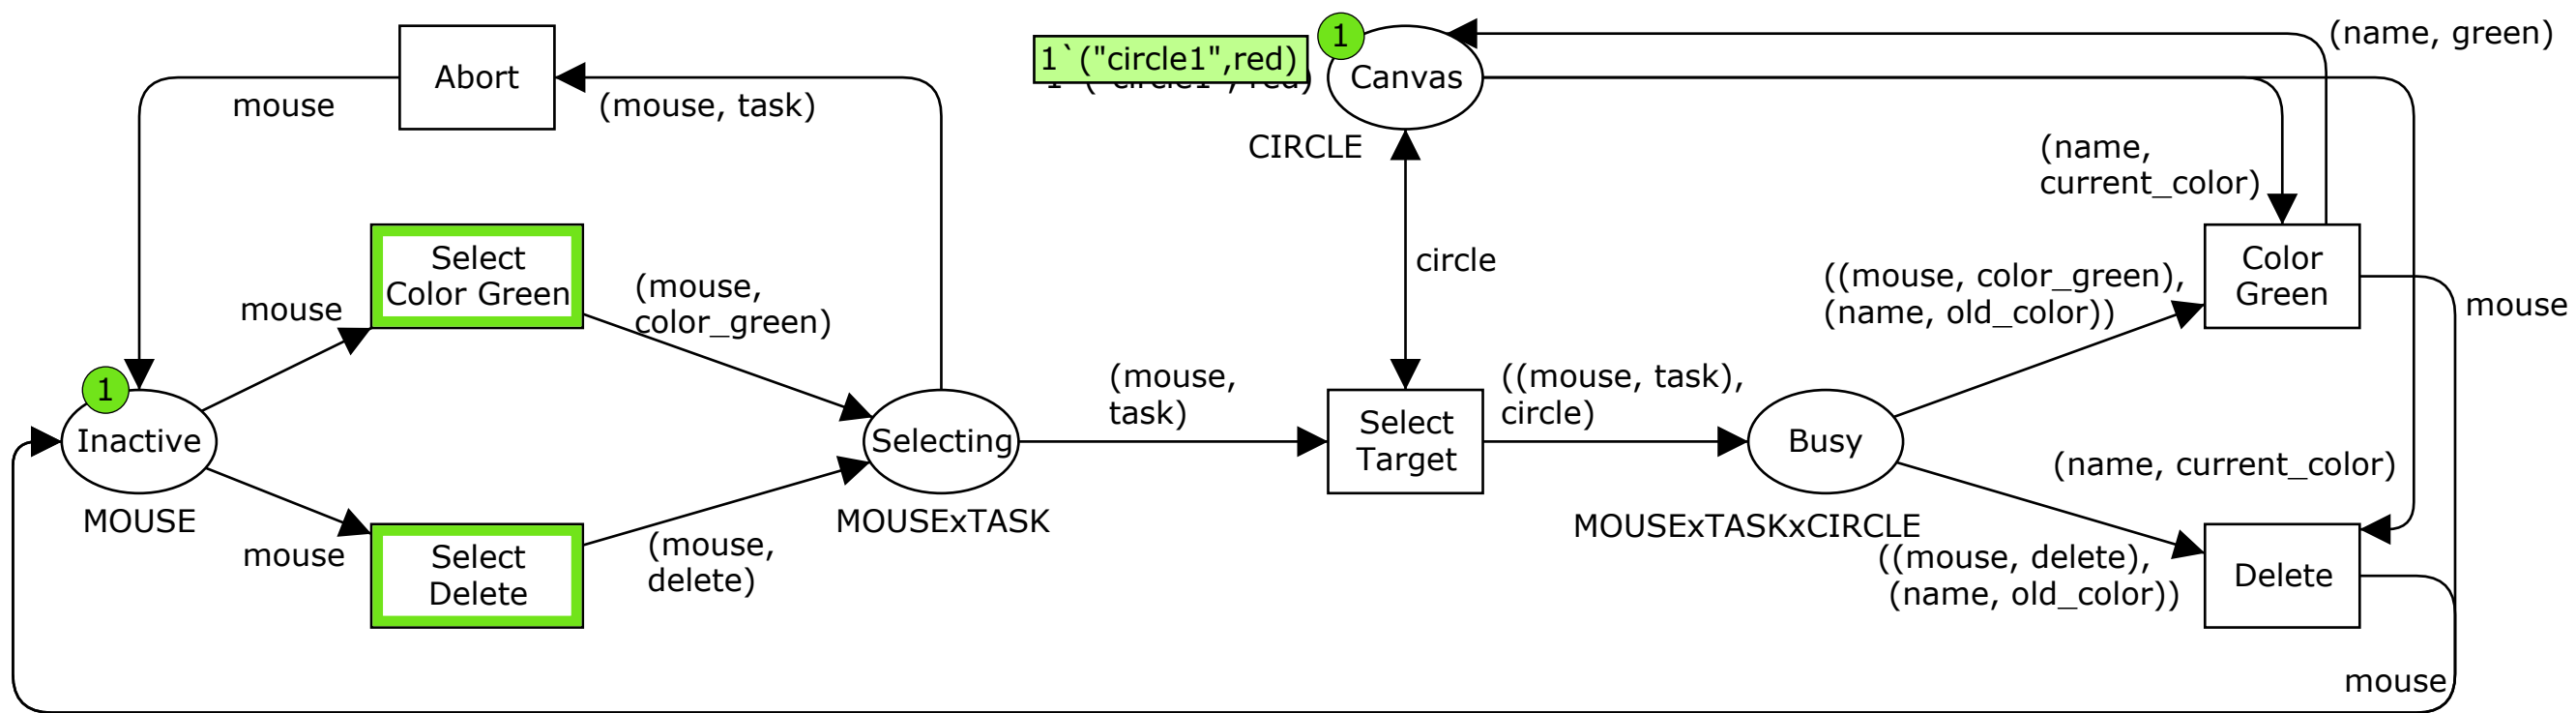 Abort
mouse
(mouse, task)
1`("circle1",red)
1
Canvas
CIRCLE
(name, green)
(name,
current_color)
Select
Color Green
mouse
(mouse,
color_green)
circle
((mouse, color_green),
(name, old_color))
Color
Green
mouse
1
Inactive
MOUSE
Selecting
MOUSExTASK
(mouse,
task)
Select
Target
((mouse, task),
circle)
Busy
MOUSExTASKxCIRCLE
(name, current_color)
mouse
Select
Delete
(mouse,
delete)
((mouse, delete),
(name, old_color))
Delete
mouse